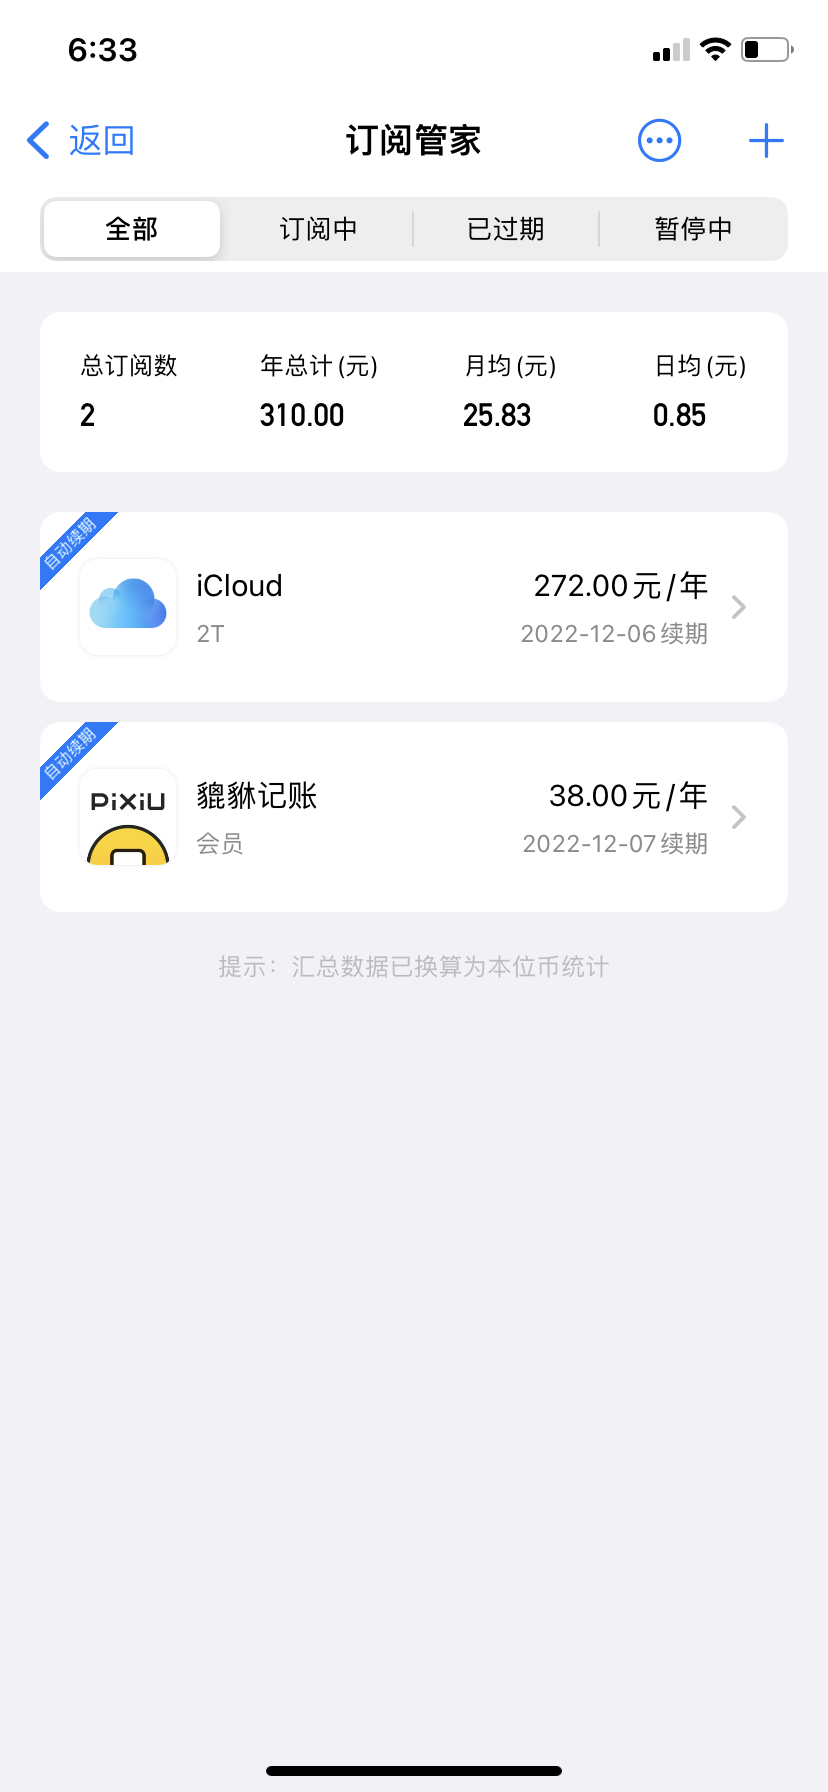 6:33
返回
订阅管家
全部
订阅中
已过期
暂停中
总订阅数
年总计(元)
月均(元)
日均(元)
2
310.00
25.83
0.85
自动续期
iCloud
272.00元/年
2T
2022-12-06续期
自动续期
PiXiU
貔貅记账
38.00元/年
会员
2022-12-07续期
提示：汇总数据已换算为本位币统计